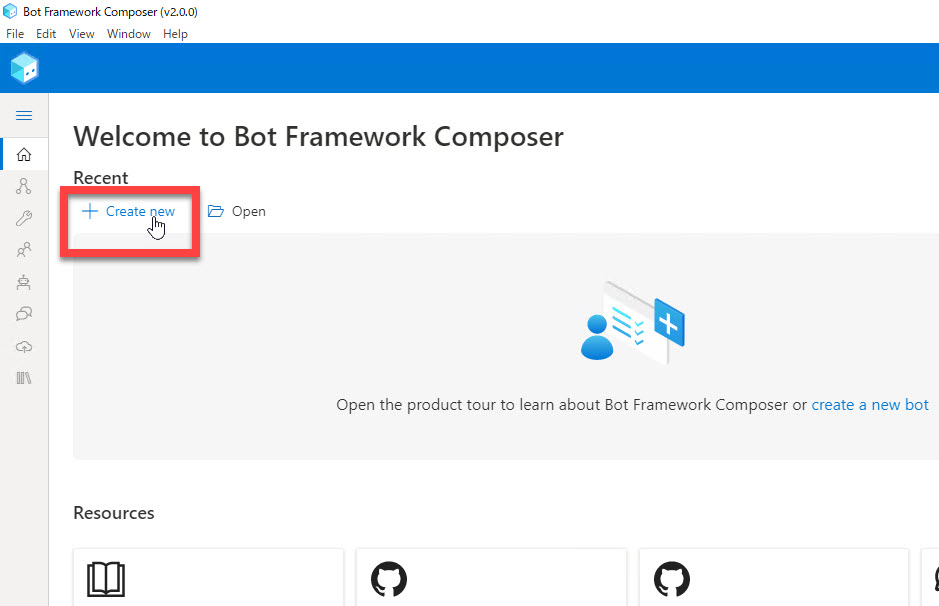 Bot Framework Composer (v2.0.0)
File Edit View Window Help
Welcome to Bot Framework Composer
Recent
Create new Open
Open the product tour to learn about Bot Framework Composer or create a new bot
Resources